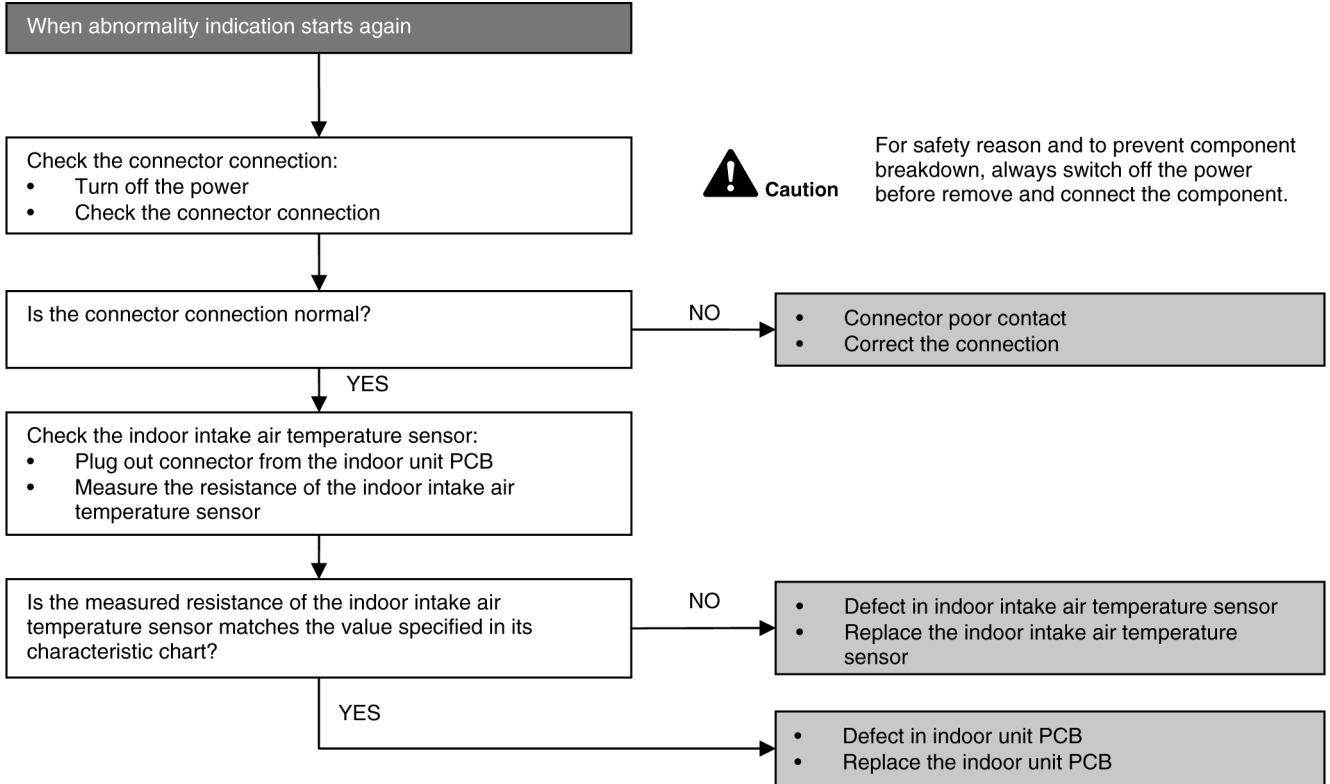 When abnormality indication starts again
Check the connector connection:
• Turn off the power
• Check the connector connection
Caution
For safety reason and to prevent component
breakdown, always switch off the power
before remove and connect the component.
Is the connector connection normal?
NO
• Connector poor contact
• Correct the connection
YES
Check the indoor intake air temperature sensor:
• Plug out connector from the indoor unit PCB
• Measure the resistance of the indoor intake air
temperature sensor
Is the measured resistance of the indoor intake air
temperature sensor matches the value specified in its
characteristic chart?
NO
• Defect in indoor intake air temperature sensor
• Replace the indoor intake air temperature
sensor
YES
• Defect in indoor unit PCB
• Replace the indoor unit PCB